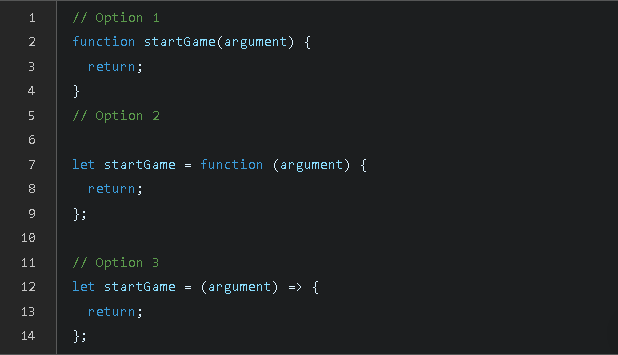 1 // Option 1
2 function startGame(argument) {
3   return;
4 }
5 // Option 2
6
7 let startGame = function (argument) {
8   return;
9 };
10
11 // Option 3
12 let startGame = (argument) => {
13   return;
14 };